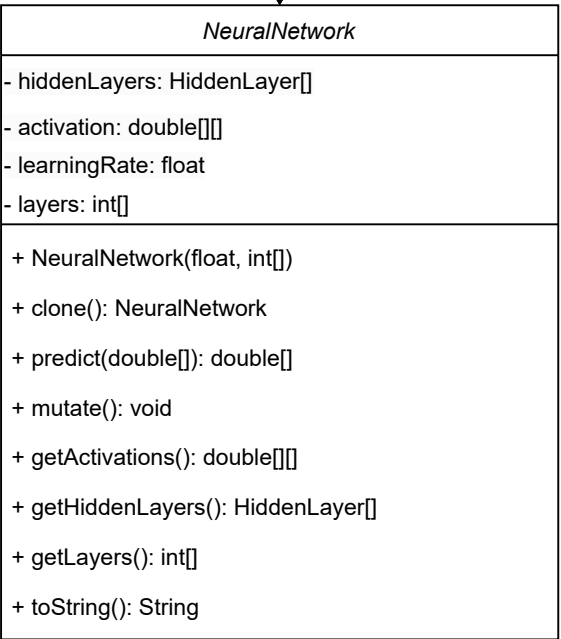 NeuralNetwork
- hiddenLayers: HiddenLayer[]
- activation: double[][]
- learningRate: float
- layers: int[]
+ NeuralNetwork(float, int[])
+ clone(): NeuralNetwork
+ predict(double[]): double[]
+ mutate(): void
+ getActivations(): double[][]
+ getHiddenLayers(): HiddenLayer[]
+ getLayers(): int[]
+ toString(): String